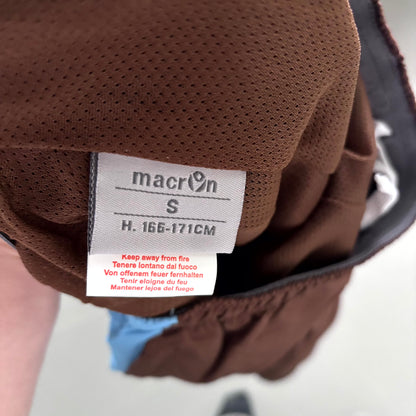 macron
S
H. 166-171CM
Keep away from fire
Tenere lontano dal fuoco
Von offenem feuer fernhalten
Tenir eloigne du feu
Mantener lejos del fuego